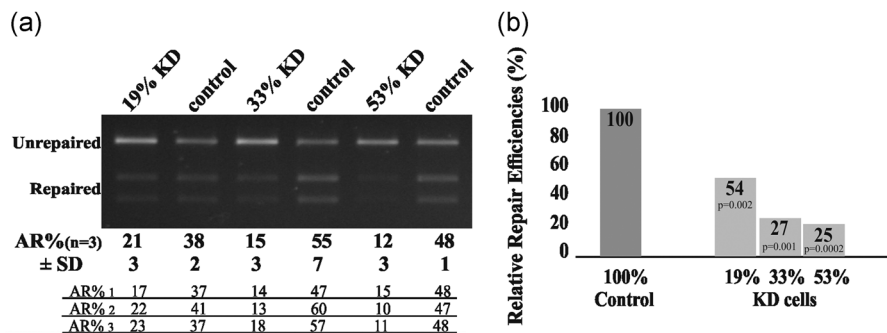 (a)
19% KD control 33% KD control 53% KD control
Unrepaired
Repaired
AR%(n=3) 21 38 15 55 12 48
± SD 3 2 3 7 3 1
AR% 1 17 37 14 47 15 48
AR% 2 22 41 13 60 10 47
AR% 3 23 37 18 57 11 48
(b)
Relative Repair Efficiencies (%)
100
80
60
40
20
0
100
54
p=0.002
27
p=0.001
25
p=0.0002
100% 19% 33% 53%
Control KD cells